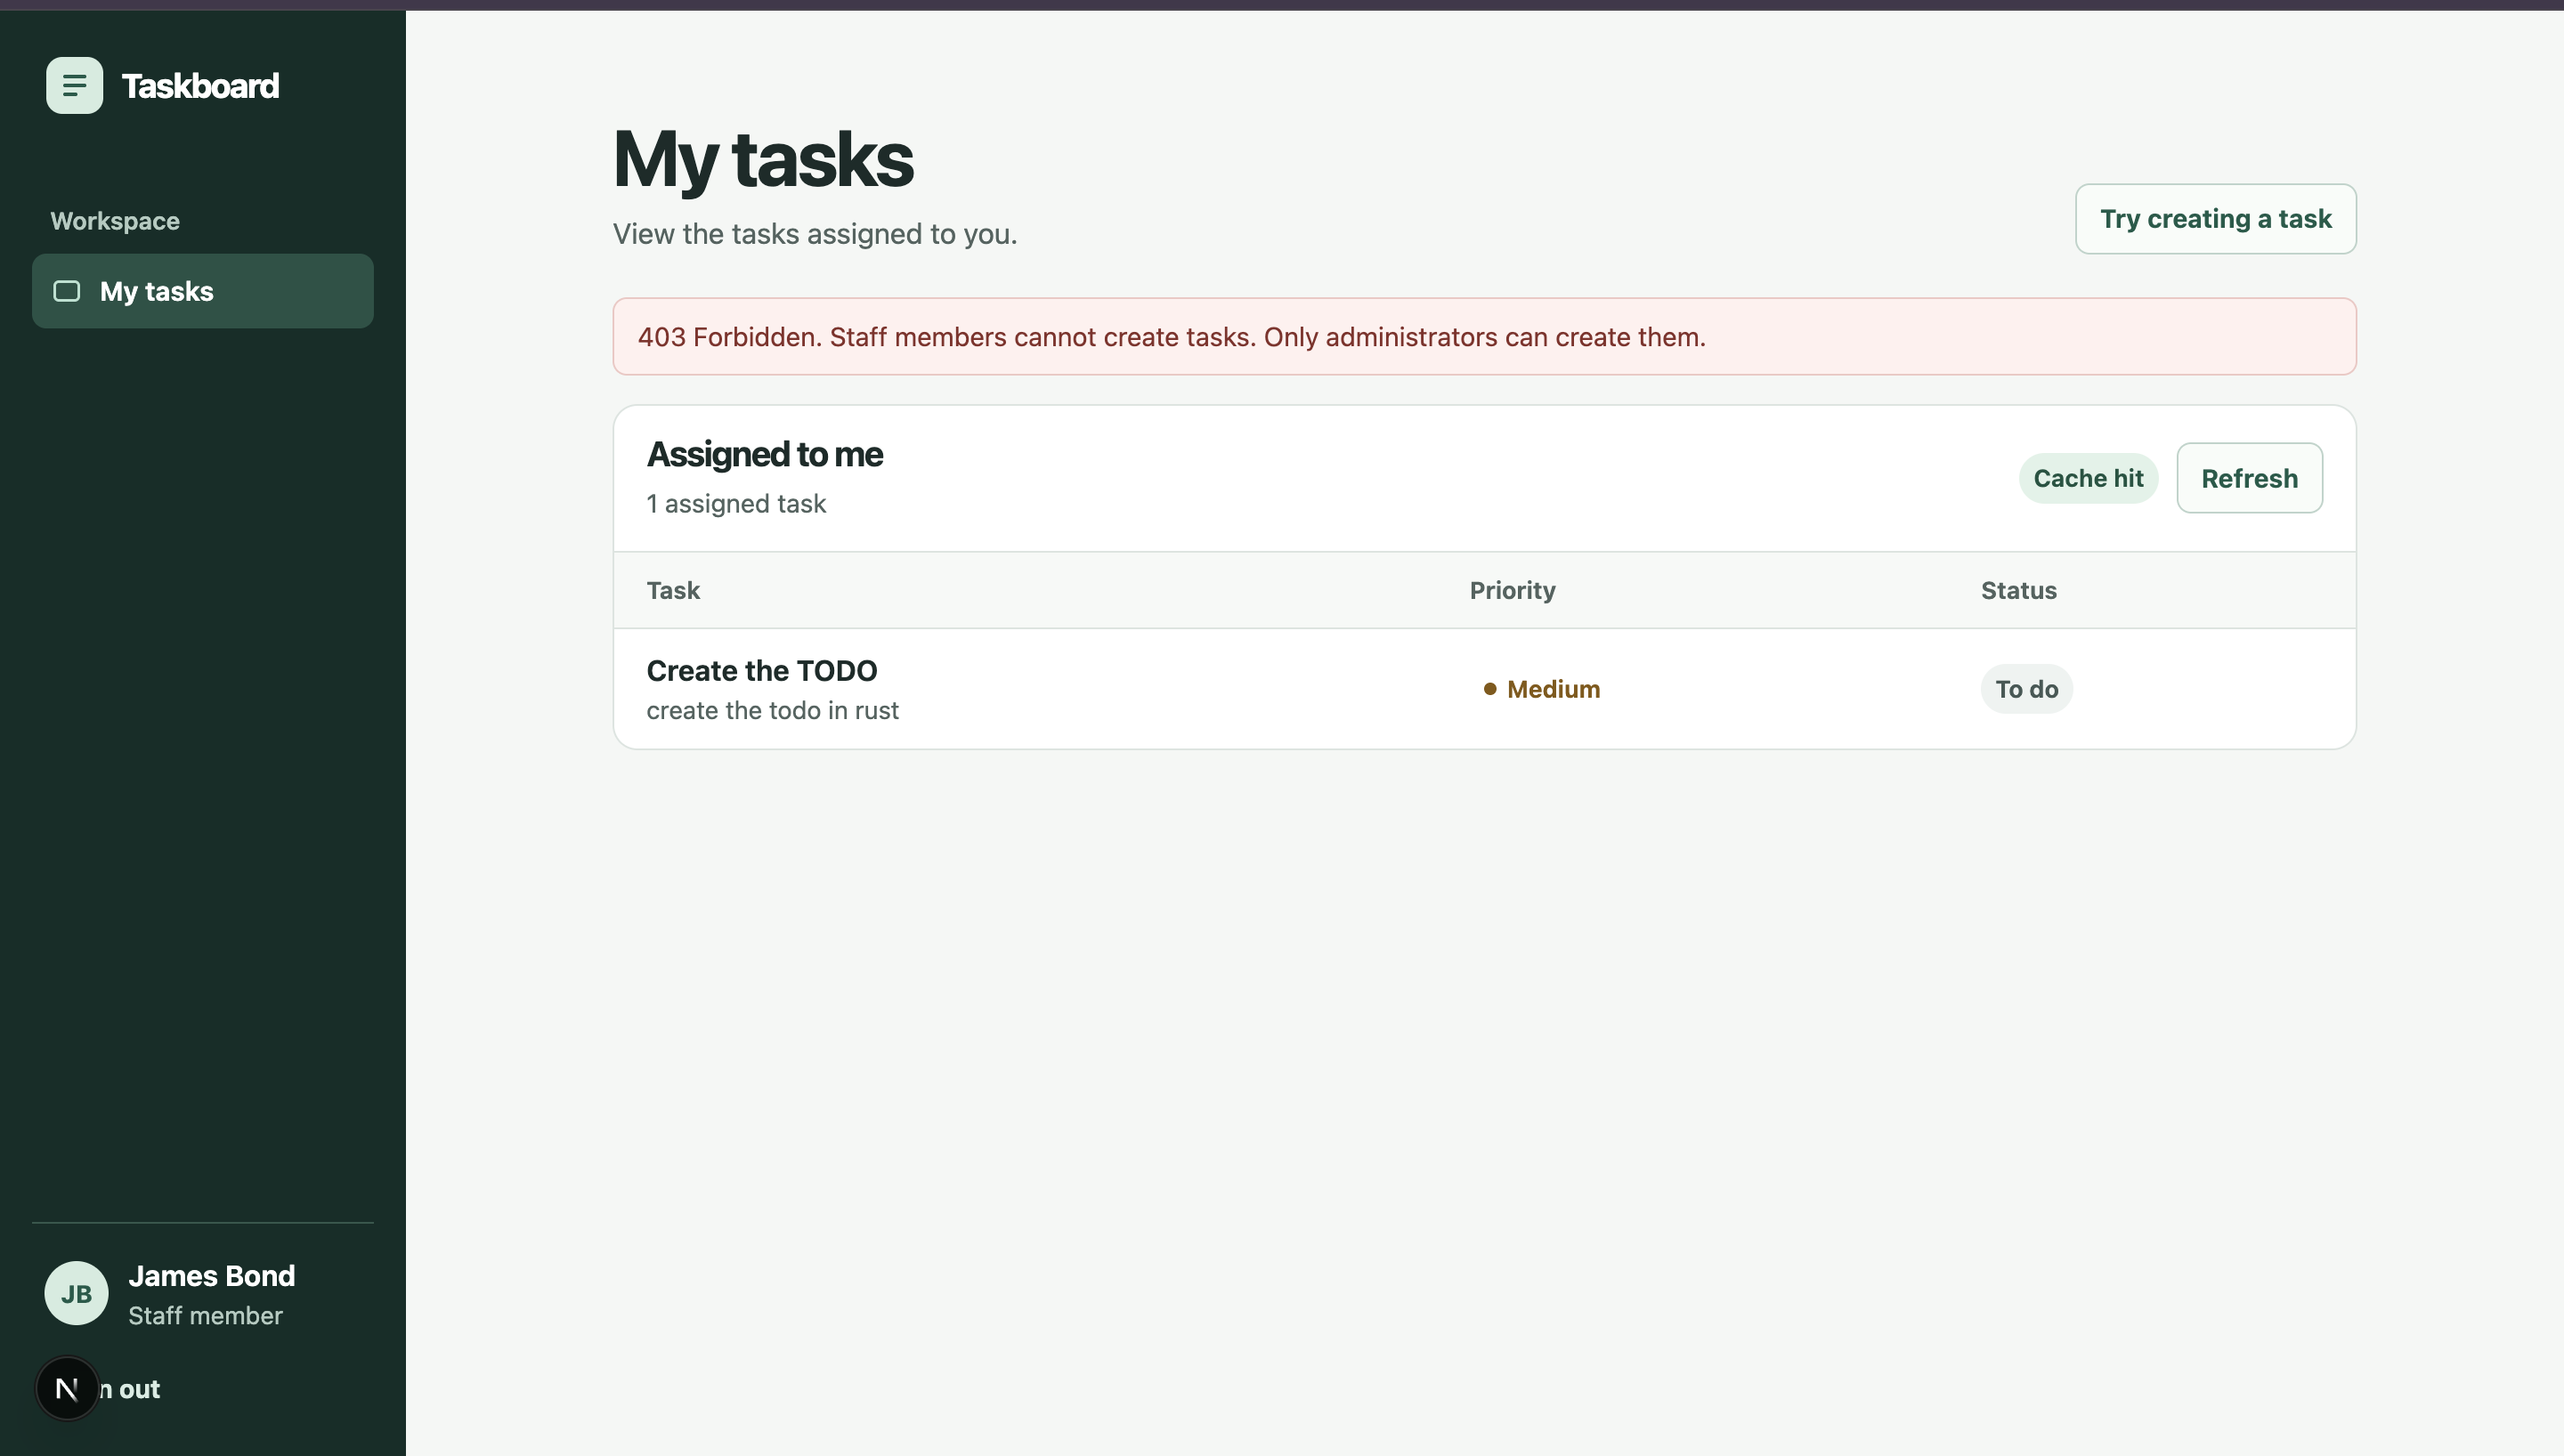 Taskboard
Workspace
My tasks
James Bond
Staff member
JB
N
n out
My tasks
View the tasks assigned to you.
Try creating a task
403 Forbidden. Staff members cannot create tasks. Only administrators can create them.
Assigned to me
1 assigned task
Cache hit
Refresh
Task Priority Status
Create the TODO
create the todo in rust
Medium
To do